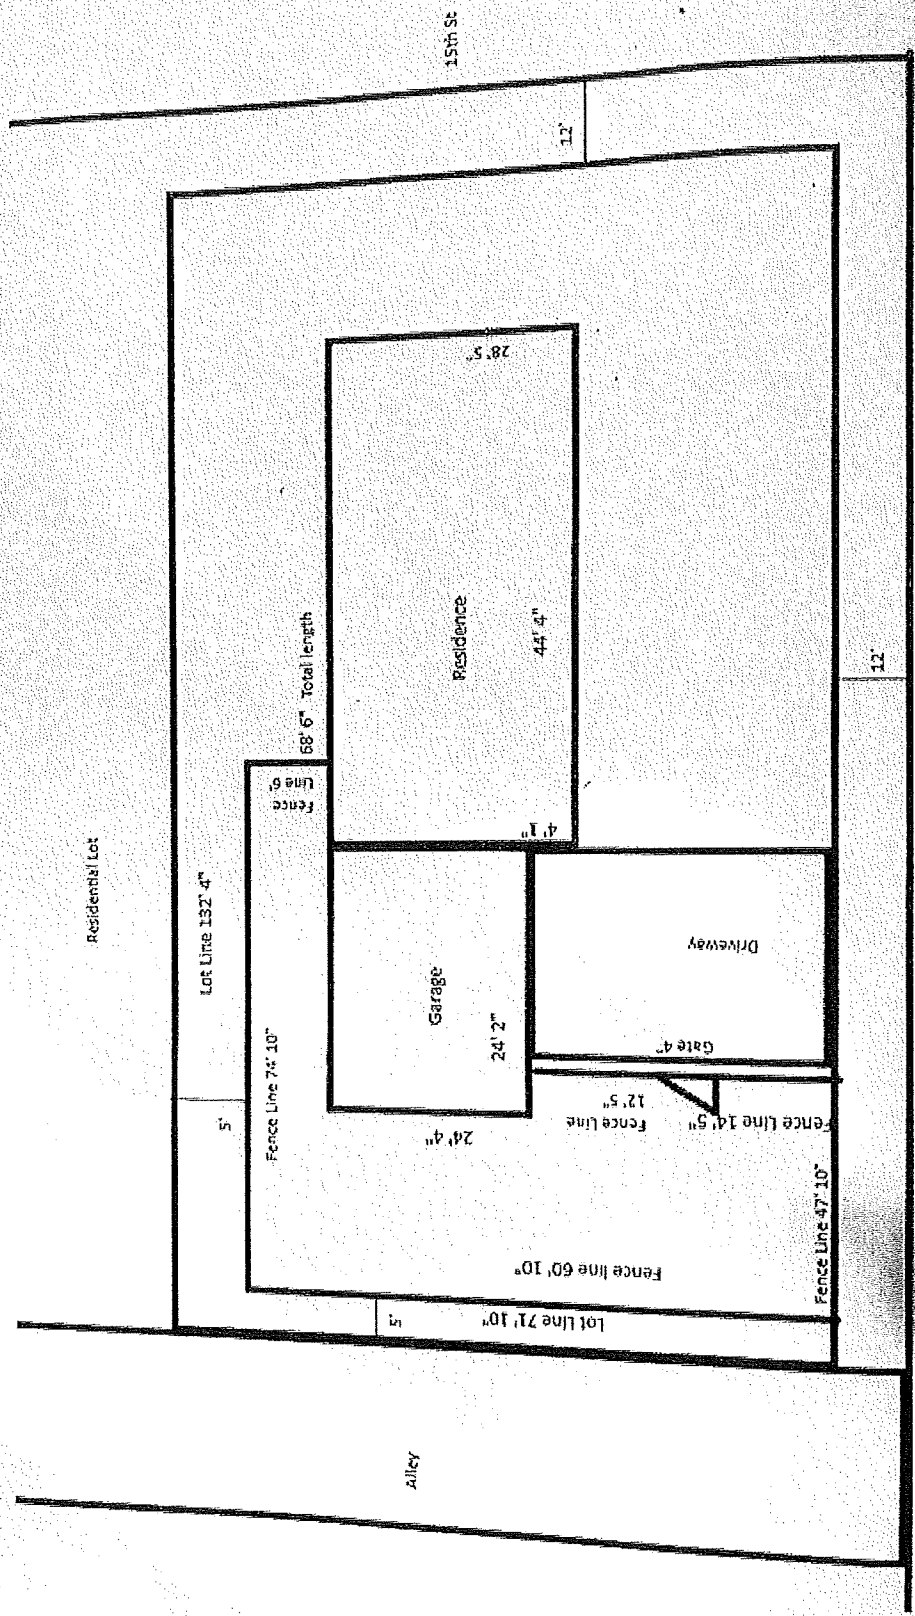 15th St
12'
28' 5"
Residence
44' 4"
68' 6" Total length
Fence
Line 6'
4' 1"
Residential Lot
Lot Line 132' 4"
Garage
24' 2"
Driveway
Gate 4"
12'
Fence Line 74' 10"
5'
24' 4"
Fence Line
12' 5"
Fence Line 14' 5"
Fence Line 47' 10"
Fence line 60' 10"
5'
Lot Line 71' 10"
Alley